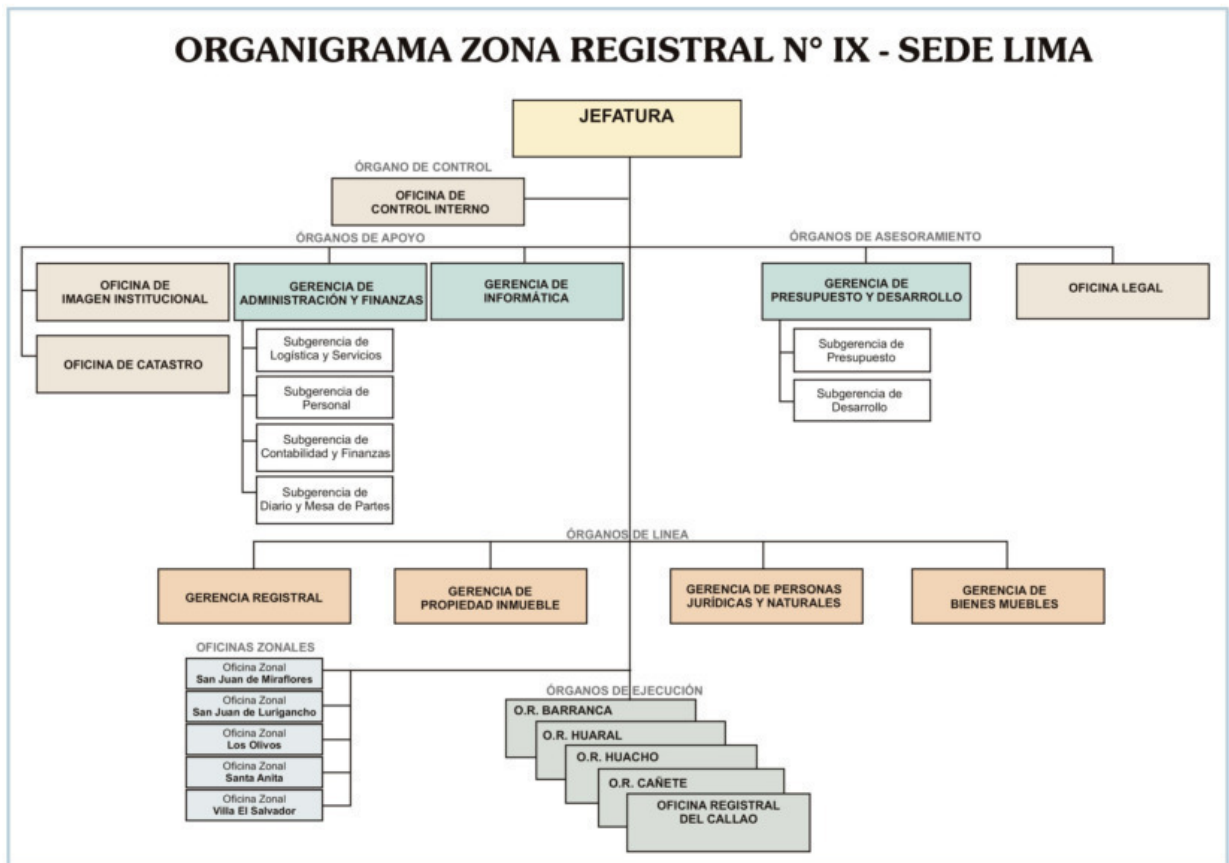 ORGANIGRAMA ZONA REGISTRAL N° IX - SEDE LIMA
JEFATURA
ÓRGANO DE CONTROL
OFICINA DE
CONTROL INTERNO
ÓRGANOS DE APOYO
ÓRGANOS DE ASESORAMIENTO
OFICINA DE
IMAGEN INSTITUCIONAL
GERENCIA DE
ADMINISTRACIÓN Y FINANZAS
GERENCIA DE
INFORMÁTICA
GERENCIA DE
PRESUPUESTO Y DESARROLLO
OFICINA LEGAL
OFICINA DE CATASTRO
Subgerencia de
Logística y Servicios
Subgerencia de
Personal
Subgerencia de
Contabilidad y Finanzas
Subgerencia de
Diario y Mesa de Partes
Subgerencia de
Presupuesto
Subgerencia de
Desarrollo
ÓRGANOS DE LINEA
GERENCIA REGISTRAL
GERENCIA DE
PROPIEDAD INMUEBLE
GERENCIA DE PERSONAS
JURÍDICAS Y NATURALES
GERENCIA DE
BIENES MUEBLES
OFICINAS ZONALES
Oficina Zonal
San Juan de Miraflores
Oficina Zonal
San Juan de Lurigancho
Oficina Zonal
Los Olivos
Oficina Zonal
Santa Anita
Oficina Zonal
Villa El Salvador
ÓRGANOS DE EJECUCIÓN
O.R. BARRANCA
O.R. HUARAL
O.R. HUACHO
O.R. CAÑETE
OFICINA REGISTRAL
DEL CALLAO